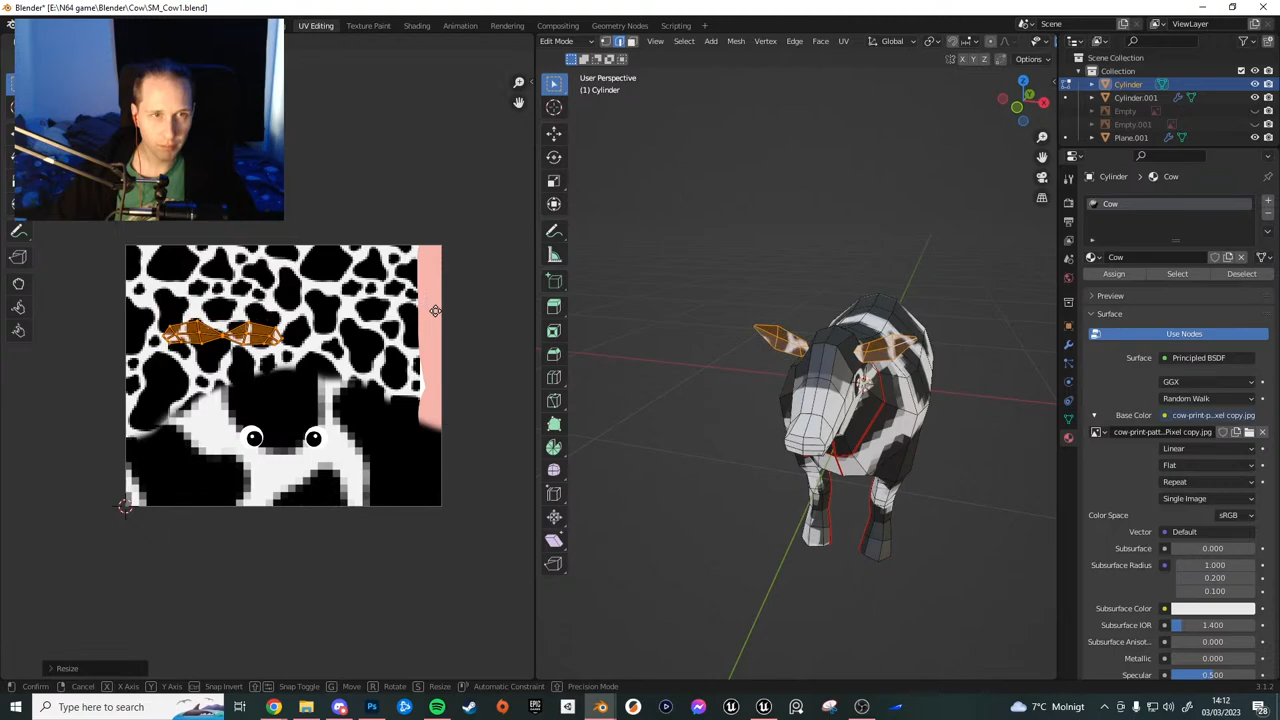 Blender* [E:\N64 game\Blender\Cow\SM_Cow1.blend]
UV Editing
Texture Paint
Shading
Animation
Rendering
Compositing
Geometry Nodes
Scripting
+
Scene
ViewLayer
Edit Mode
View
Select
Add
Mesh
Vertex
Edge
Face
UV
Global
X Y Z
Options
User Perspective
(1) Cylinder
Scene Collection
Collection
Cylinder
Cylinder.001
Empty
Empty.001
Plane.001
Cylinder
Cow
Cow
Cow
Assign
Select
Deselect
Preview
Surface
Use Nodes
Surface
Principled BSDF
GGX
Random Walk
Base Color
cow-print-p...xel copy.jpg
cow-print-patt...Pixel copy.jpg
Linear
Flat
Repeat
Single Image
Color Space
sRGB
Vector
Default
Subsurface
0.000
Subsurface Radius
1.000
0.200
0.100
Subsurface Color
Subsurface IOR
1.400
Subsurface Anisot...
0.000
Metallic
0.000
Specular
0.500
Resize
Confirm
Cancel
X
X Axis
Y
Y Axis
Ctrl
Snap Invert
Snap Toggle
G
Move
R
Rotate
S
Resize
Automatic Constraint
Precision Mode
3.1.2
Type here to search
7°C Molnigt
14:12
03/03/2023